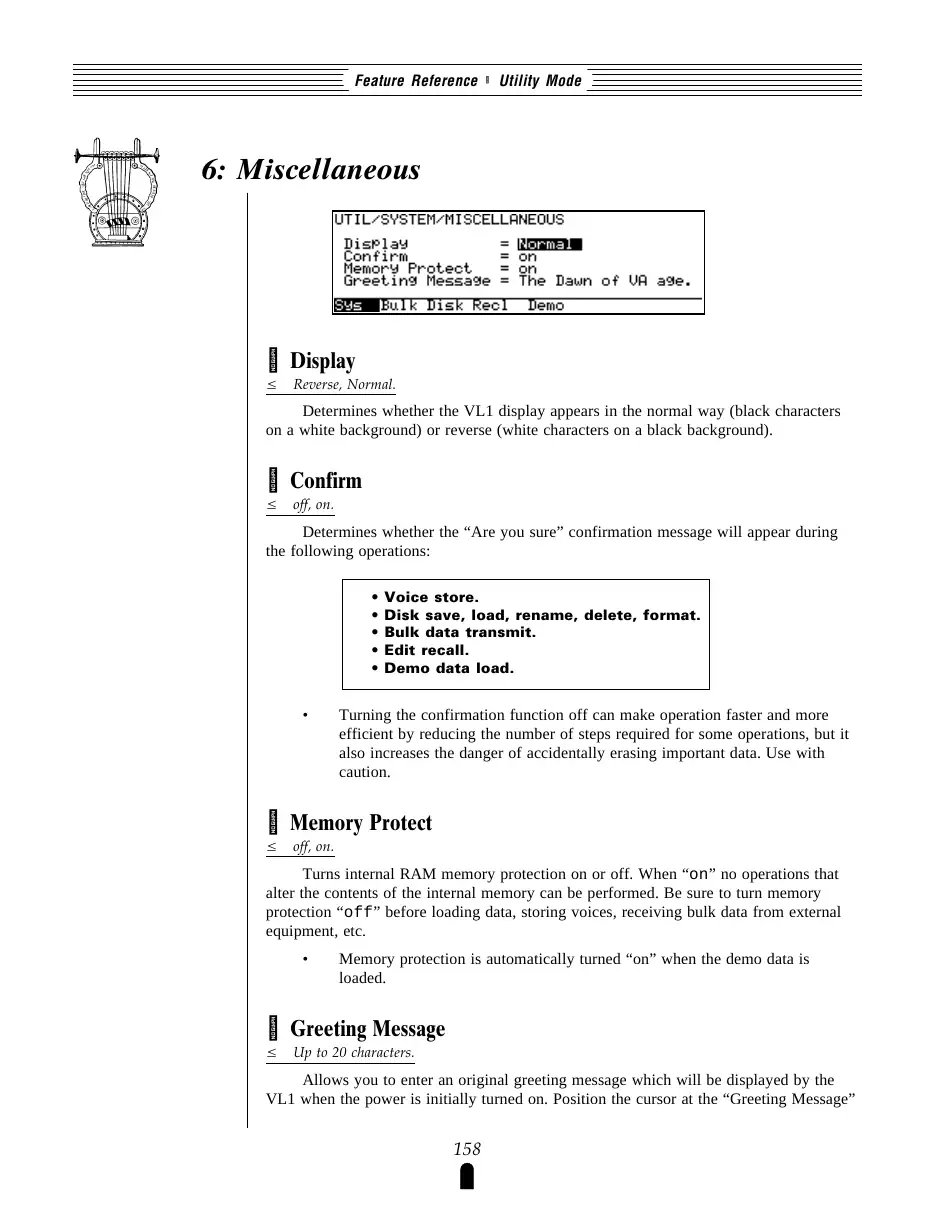 Feature Reference Utility Mode
6: Miscellaneous
UTIL/SYSTEM/MISCELLANEOUS
Display = Normal
Confirm = on
Memory Protect = on
Greeting Message = The Dawn of VA age.
Sys Bulk Disk Recl Demo
Display
≤ Reverse, Normal.
Determines whether the VL1 display appears in the normal way (black characters
on a white background) or reverse (white characters on a black background).
Confirm
≤ off, on.
Determines whether the “Are you sure” confirmation message will appear during
the following operations:
• Voice store.
• Disk save, load, rename, delete, format.
• Bulk data transmit.
• Edit recall.
• Demo data load.
• Turning the confirmation function off can make operation faster and more
efficient by reducing the number of steps required for some operations, but it
also increases the danger of accidentally erasing important data. Use with
caution.
Memory Protect
≤ off, on.
Turns internal RAM memory protection on or off. When “on” no operations that
alter the contents of the internal memory can be performed. Be sure to turn memory
protection “off” before loading data, storing voices, receiving bulk data from external
equipment, etc.
• Memory protection is automatically turned “on” when the demo data is
loaded.
Greeting Message
≤ Up to 20 characters.
Allows you to enter an original greeting message which will be displayed by the
VL1 when the power is initially turned on. Position the cursor at the “Greeting Message”
158